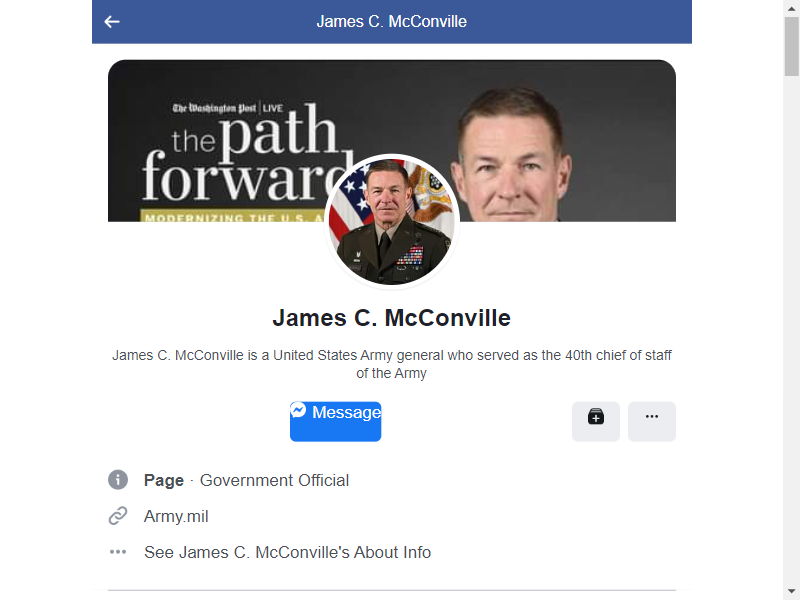 James C. McConville
The Washington Post LIVE
the path
forward
MODERNIZING THE U.S. A
James C. McConville
James C. McConville is a United States Army general who served as the 40th chief of staff
of the Army
Message
Page · Government Official
Army.mil
See James C. McConville's About Info